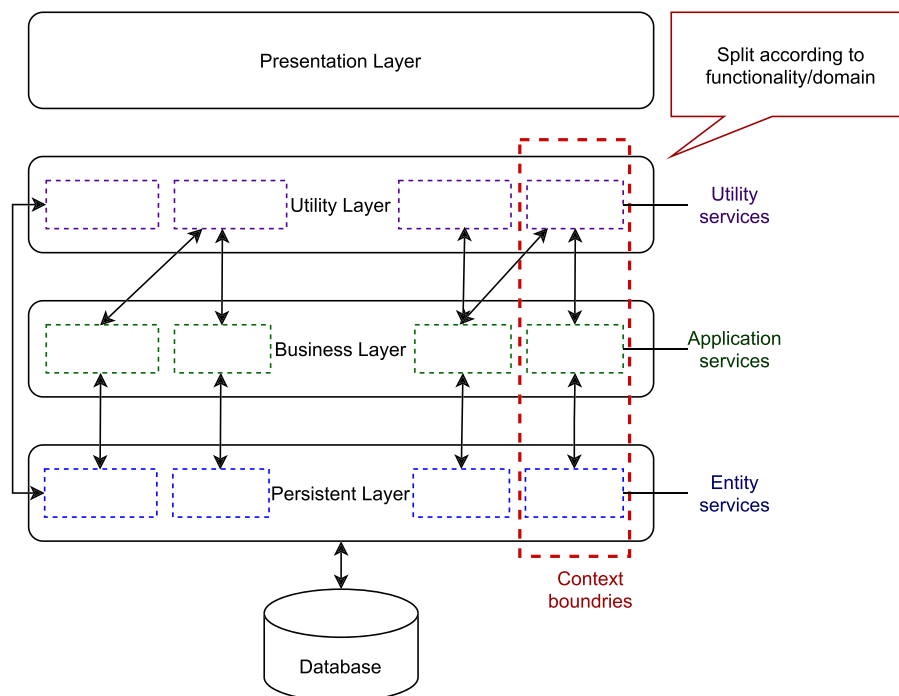 Presentation Layer
Split according to
functionality/domain
Utility Layer
Utility
services
Business Layer
Application
services
Persistent Layer
Entity
services
Context
boundries
Database